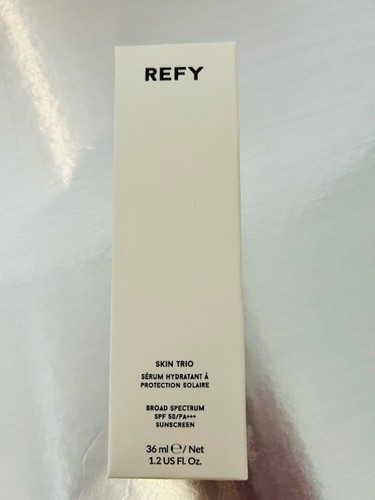 REFY
SKIN TRIO
SÉRUM HYDRATANT À
PROTECTION SOLAIRE
BROAD SPECTRUM
SPF 50/PA+++
SUNSCREEN
36 ml ℮/ Net
1.2 US Fl. Oz.